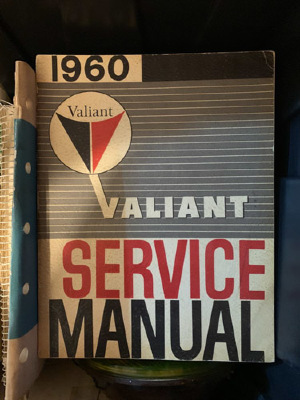 1960
Valiant
VALIANT
SERVICE
MANUAL